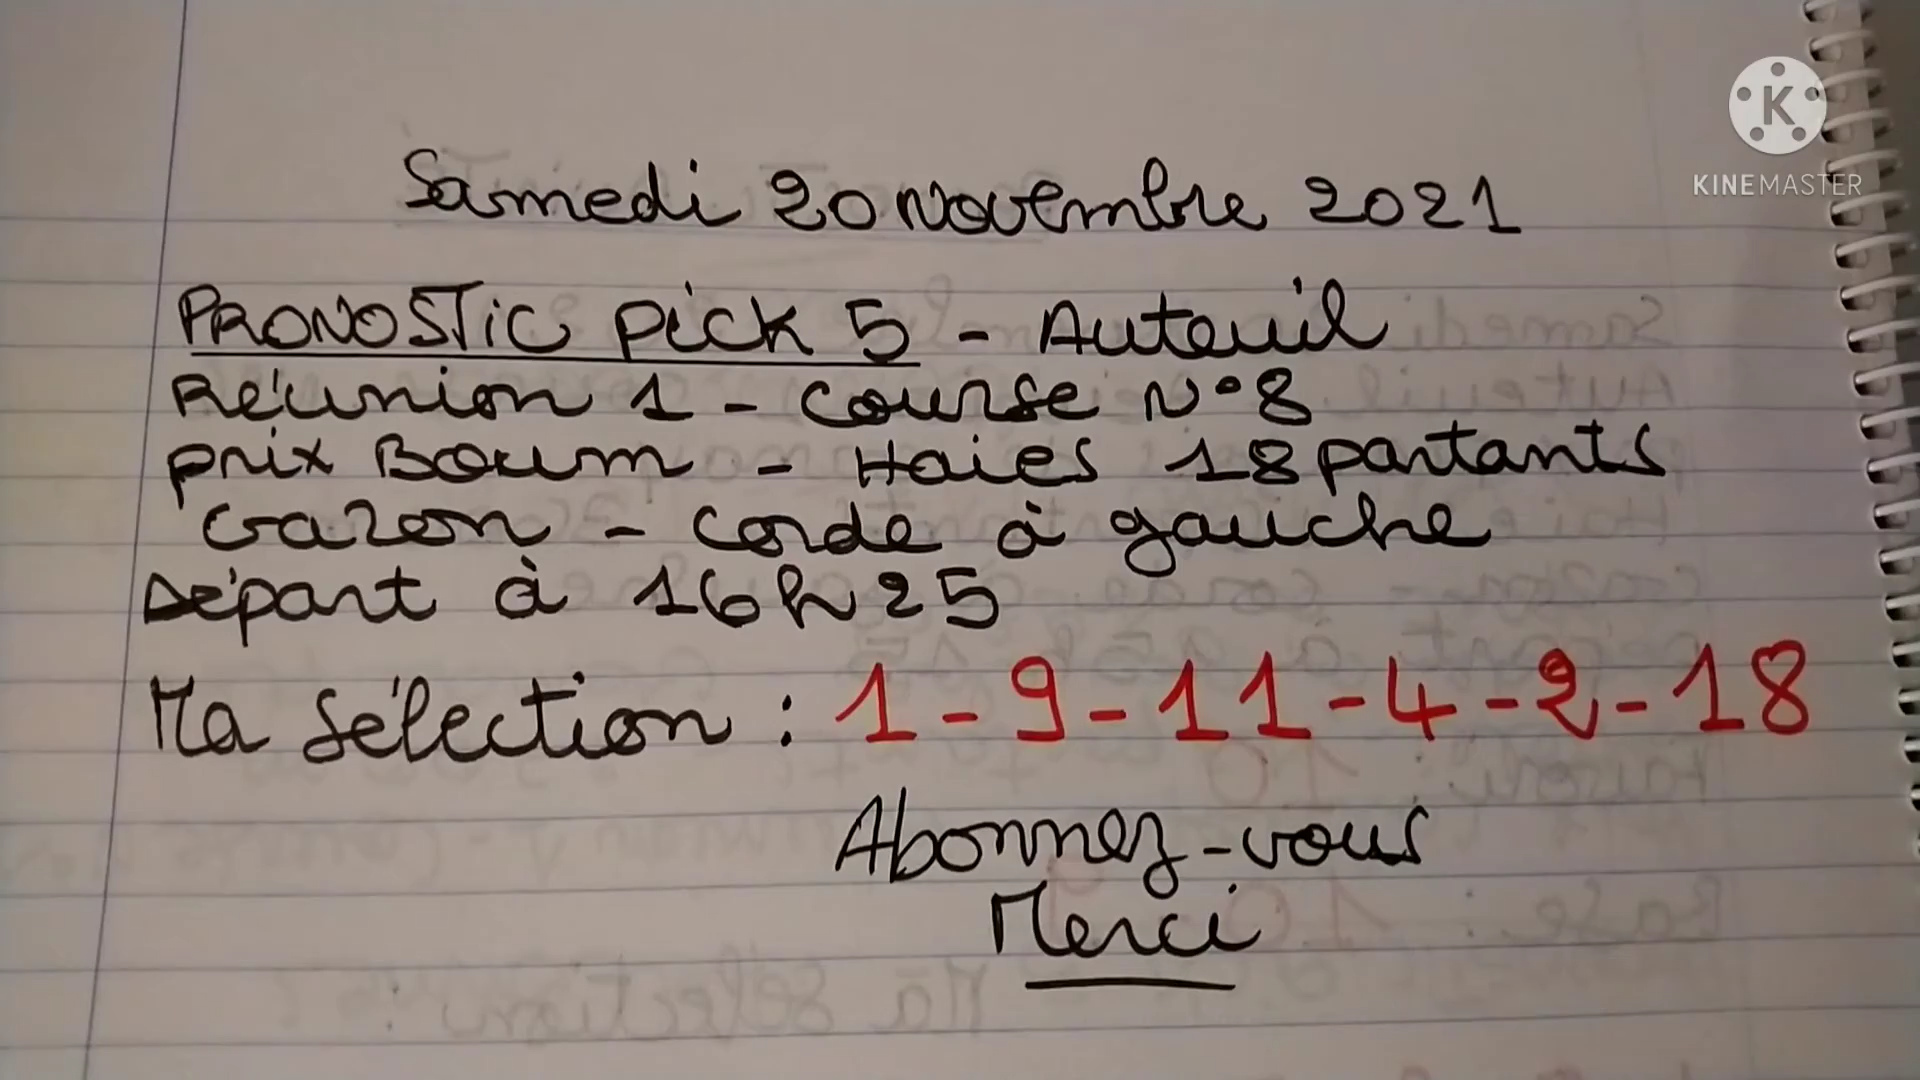 KINEMASTER
Samedi 20 Novembre 2021
PRONOSTIC PICK 5 - Auteuil
Réunion 1 - Course N°8
prix Boum - Haies 18 partants
Gazon - Corde à gauche
Départ à 16h25
Ma Sélection : 1 - 9 - 11 - 4 - 2 - 18
Abonnez-vous
Merci